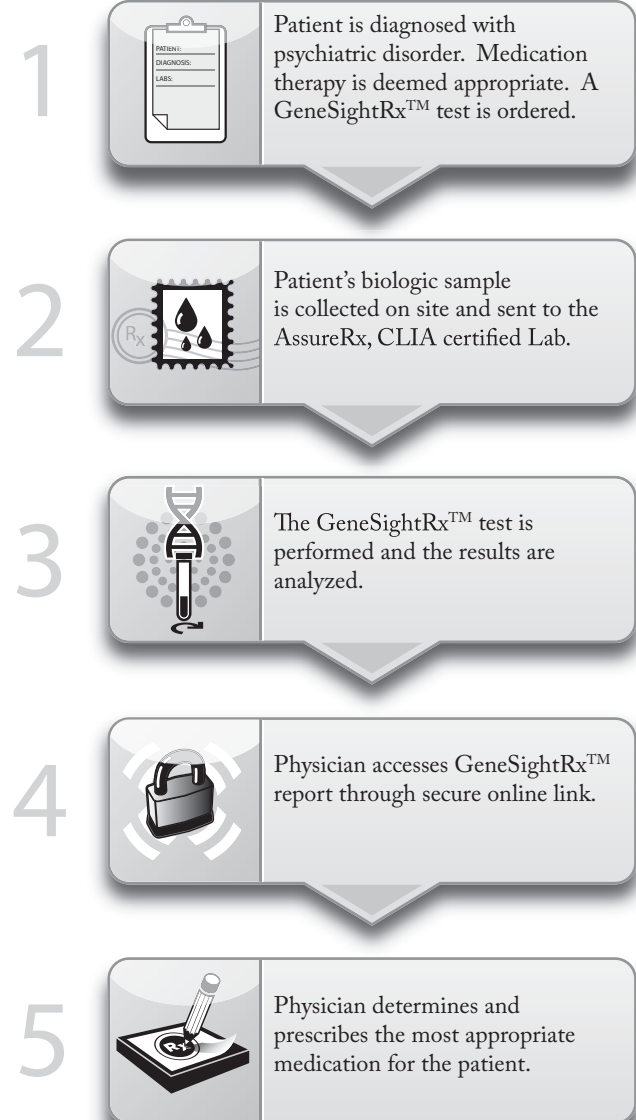 1
PATIENT:
DIAGNOSIS:
LABS:
Patient is diagnosed with
psychiatric disorder. Medication
therapy is deemed appropriate. A
GeneSightRx™ test is ordered.
2
Rx
Patient's biologic sample
is collected on site and sent to the
AssureRx, CLIA certified Lab.
3
The GeneSightRx™ test is
performed and the results are
analyzed.
4
Physician accesses GeneSightRx™
report through secure online link.
5
Rx
Physician determines and
prescribes the most appropriate
medication for the patient.